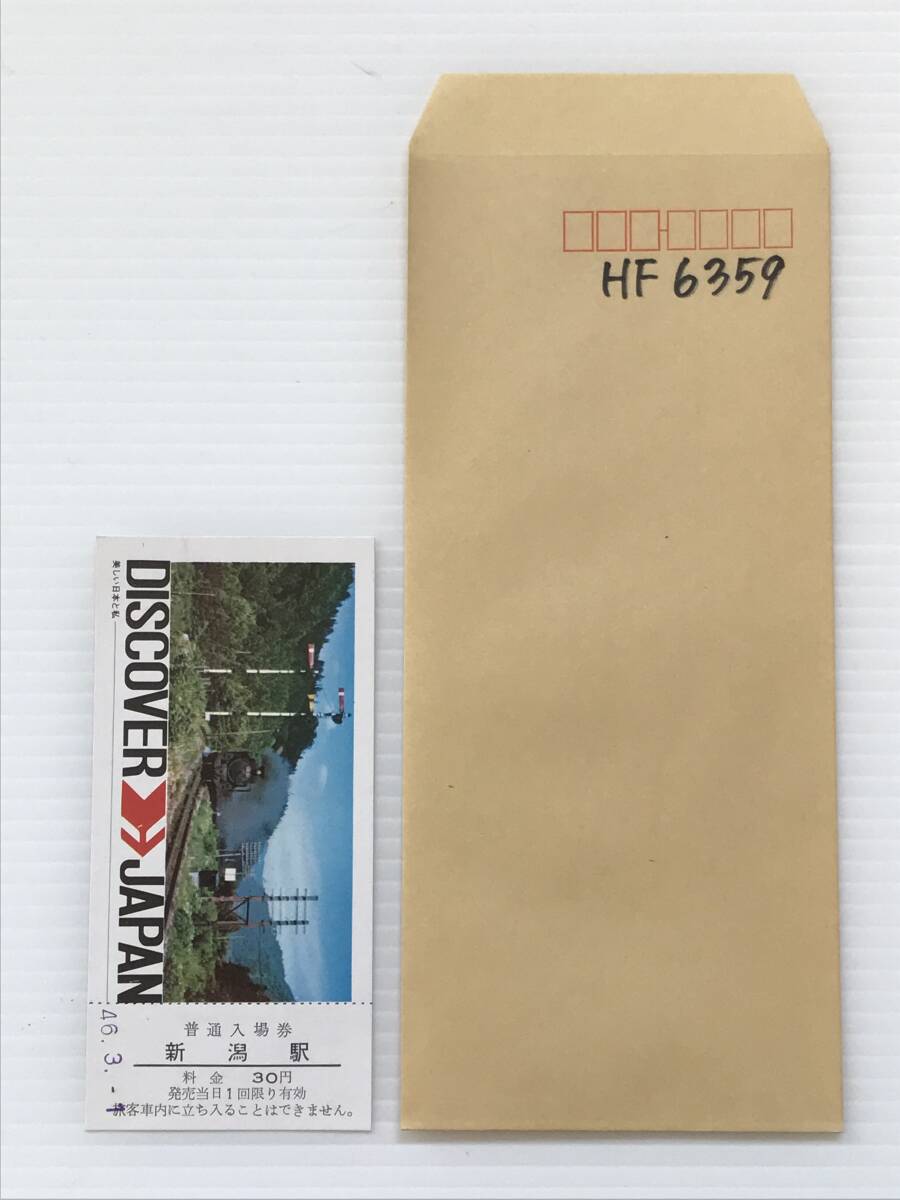 HF 6359
美しい日本と私
DISCOVER JAPAN
46.3.-1
普通入場券
新潟駅
料金 30円
発売当日1回限り有効
旅客車内に立ち入ることはできません。